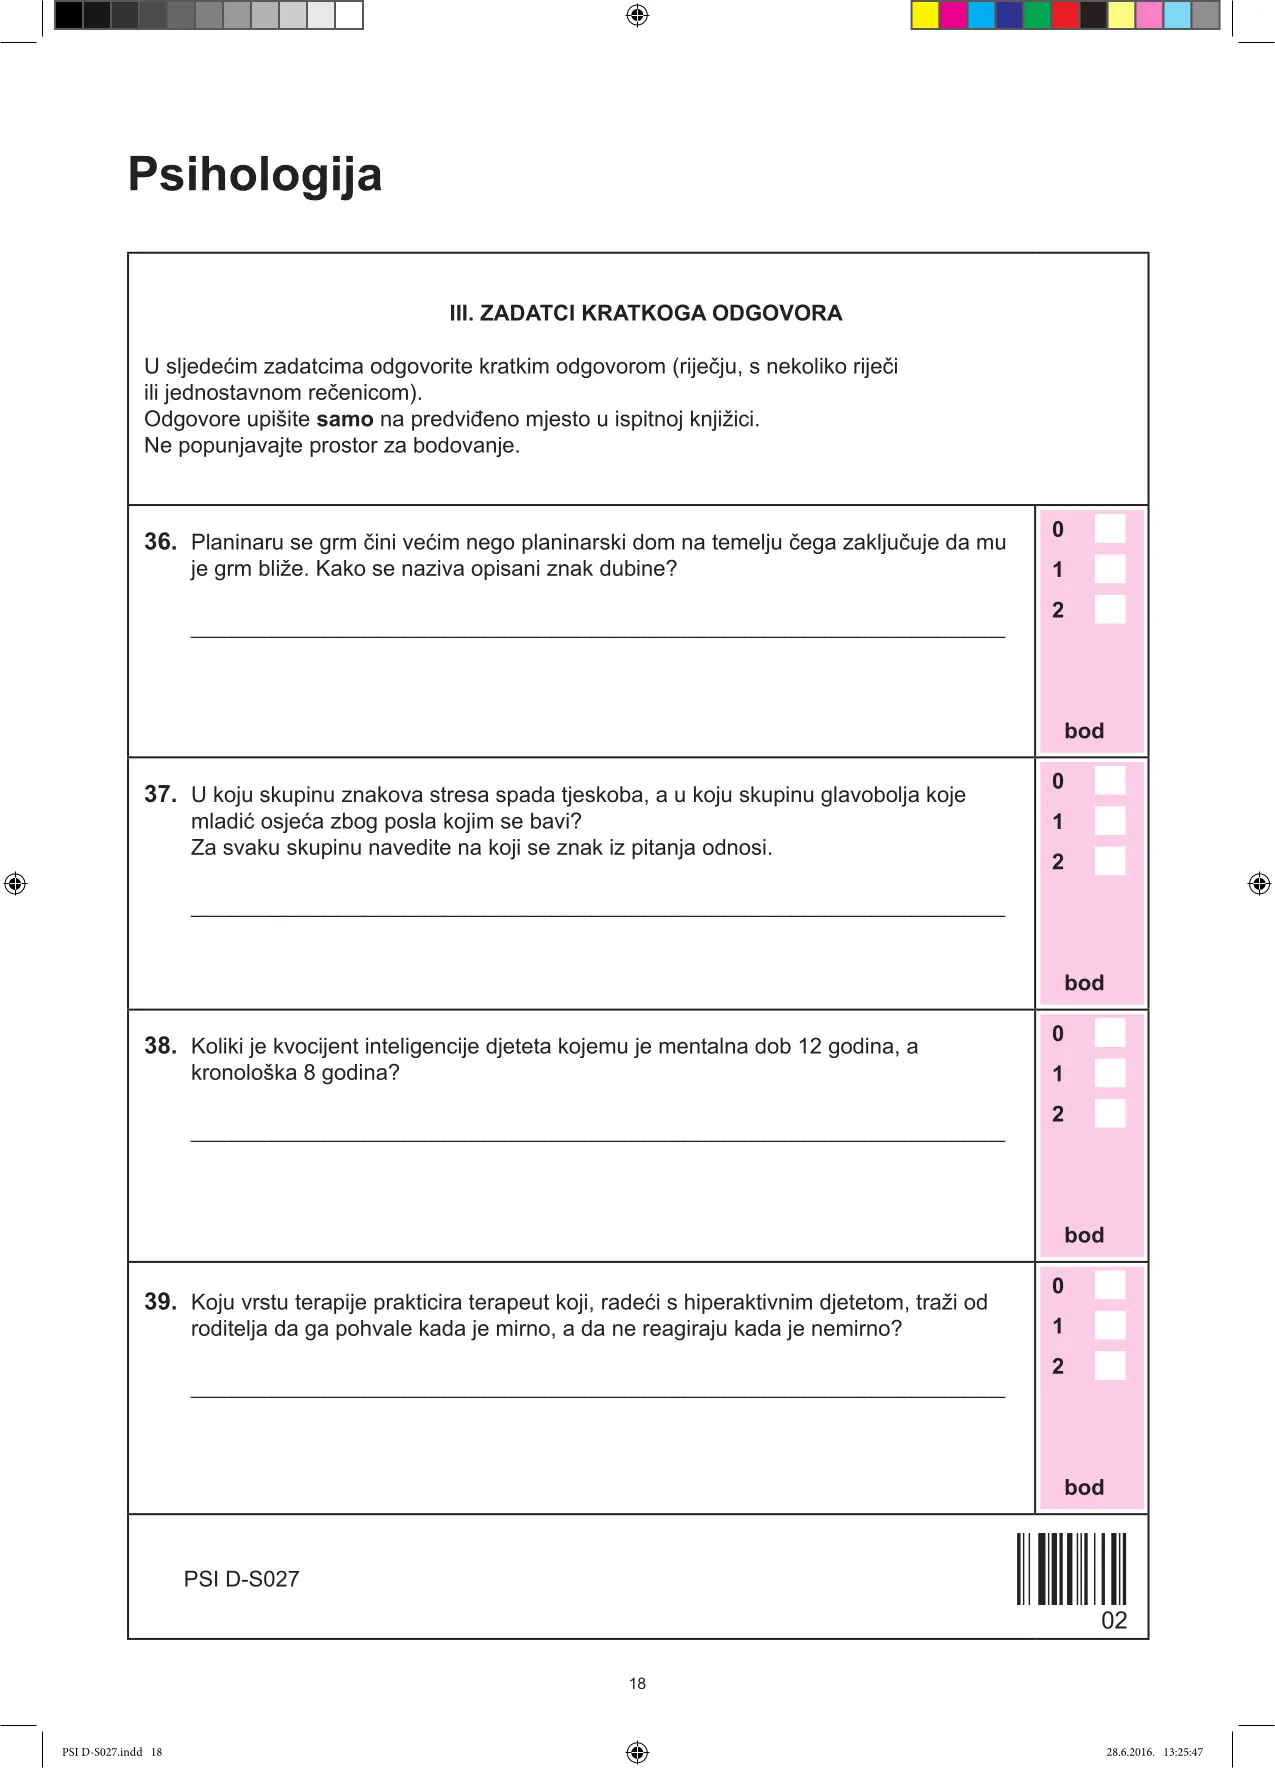 Psihologija
III. ZADATCI KRATKOGA ODGOVORA
U sljedećim zadatcima odgovorite kratkim odgovorom (riječju, s nekoliko riječi
ili jednostavnom rečenicom).
Odgovore upišite samo na predviđeno mjesto u ispitnoj knjižici.
Ne popunjavajte prostor za bodovanje.
36. Planinaru se grm čini većim nego planinarski dom na temelju čega zaključuje da mu
je grm bliže. Kako se naziva opisani znak dubine?
0
1
2
bod
37. U koju skupinu znakova stresa spada tjeskoba, a u koju skupinu glavobolja koje
mladić osjeća zbog posla kojim se bavi?
Za svaku skupinu navedite na koji se znak iz pitanja odnosi.
0
1
2
bod
38. Koliki je kvocijent inteligencije djeteta kojemu je mentalna dob 12 godina, a
kronološka 8 godina?
0
1
2
bod
39. Koju vrstu terapije prakticira terapeut koji, radeći s hiperaktivnim djetetom, traži od
roditelja da ga pohvale kada je mirno, a da ne reagiraju kada je nemirno?
0
1
2
bod
PSI D-S027
02
18
PSI D-S027.indd 18
28.6.2016. 13:25:47